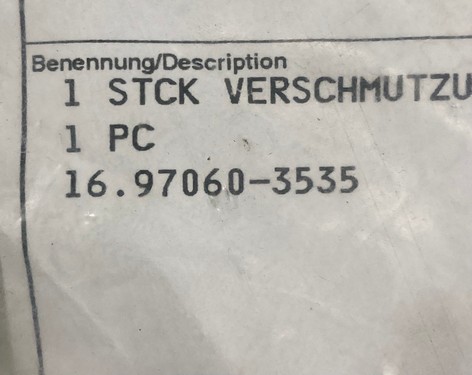 Benennung/Description
1 STCK VERSCHMUTZU
1 PC
16.97060-3535